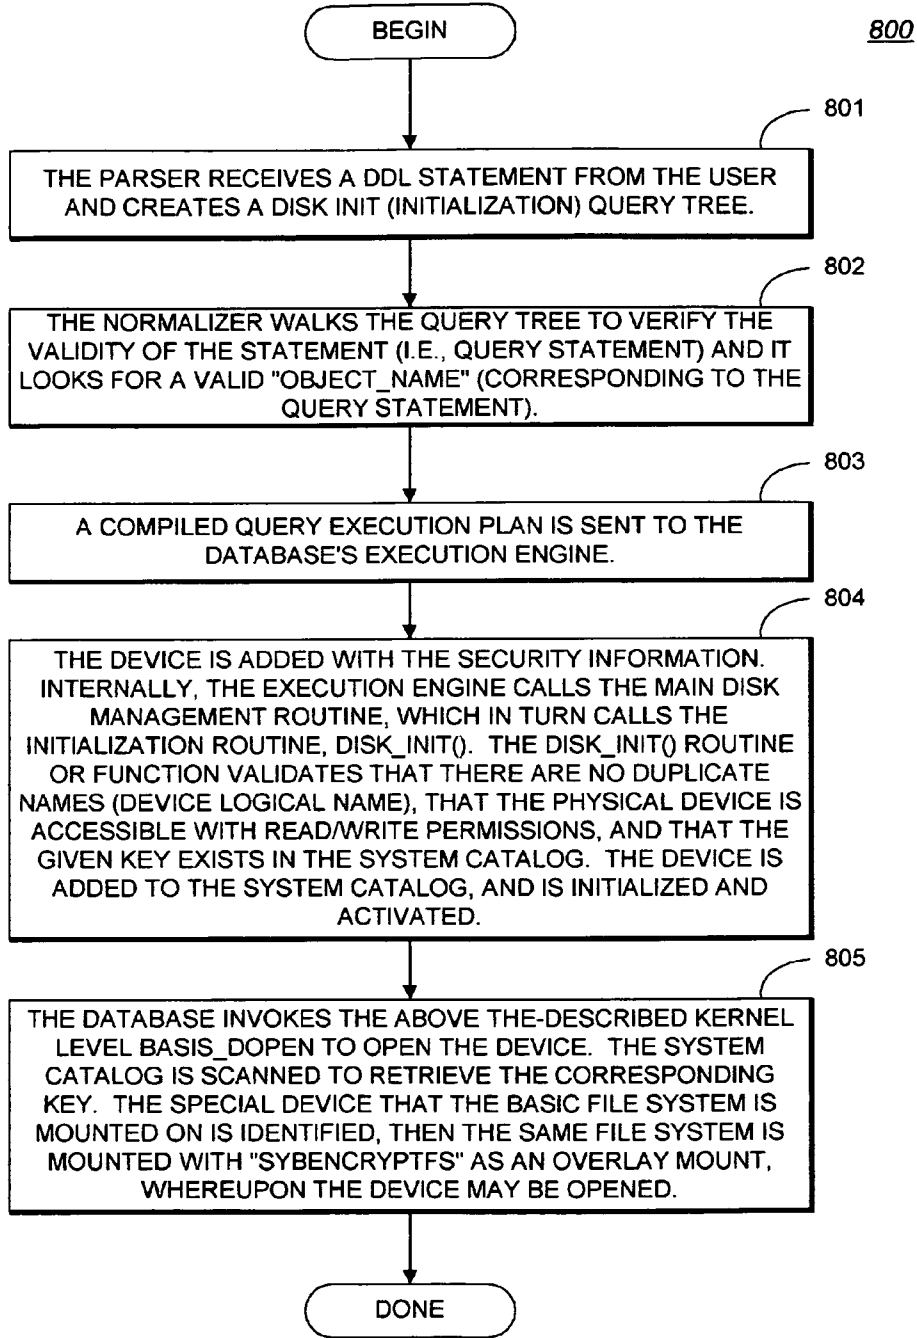 BEGIN
800
801
THE PARSER RECEIVES A DDL STATEMENT FROM THE USER
AND CREATES A DISK INIT (INITIALIZATION) QUERY TREE.
802
THE NORMALIZER WALKS THE QUERY TREE TO VERIFY THE
VALIDITY OF THE STATEMENT (I.E., QUERY STATEMENT) AND IT
LOOKS FOR A VALID "OBJECT_NAME" (CORRESPONDING TO THE
QUERY STATEMENT).
803
A COMPILED QUERY EXECUTION PLAN IS SENT TO THE
DATABASE'S EXECUTION ENGINE.
804
THE DEVICE IS ADDED WITH THE SECURITY INFORMATION.
INTERNALLY, THE EXECUTION ENGINE CALLS THE MAIN DISK
MANAGEMENT ROUTINE, WHICH IN TURN CALLS THE
INITIALIZATION ROUTINE, DISK_INIT(). THE DISK_INIT() ROUTINE
OR FUNCTION VALIDATES THAT THERE ARE NO DUPLICATE
NAMES (DEVICE LOGICAL NAME), THAT THE PHYSICAL DEVICE IS
ACCESSIBLE WITH READ/WRITE PERMISSIONS, AND THAT THE
GIVEN KEY EXISTS IN THE SYSTEM CATALOG. THE DEVICE IS
ADDED TO THE SYSTEM CATALOG, AND IS INITIALIZED AND
ACTIVATED.
805
THE DATABASE INVOKES THE ABOVE THE-DESCRIBED KERNEL
LEVEL BASIS_DOPEN TO OPEN THE DEVICE. THE SYSTEM
CATALOG IS SCANNED TO RETRIEVE THE CORRESPONDING
KEY. THE SPECIAL DEVICE THAT THE BASIC FILE SYSTEM IS
MOUNTED ON IS IDENTIFIED, THEN THE SAME FILE SYSTEM IS
MOUNTED WITH "SYBENCRYPTFS" AS AN OVERLAY MOUNT,
WHEREUPON THE DEVICE MAY BE OPENED.
DONE